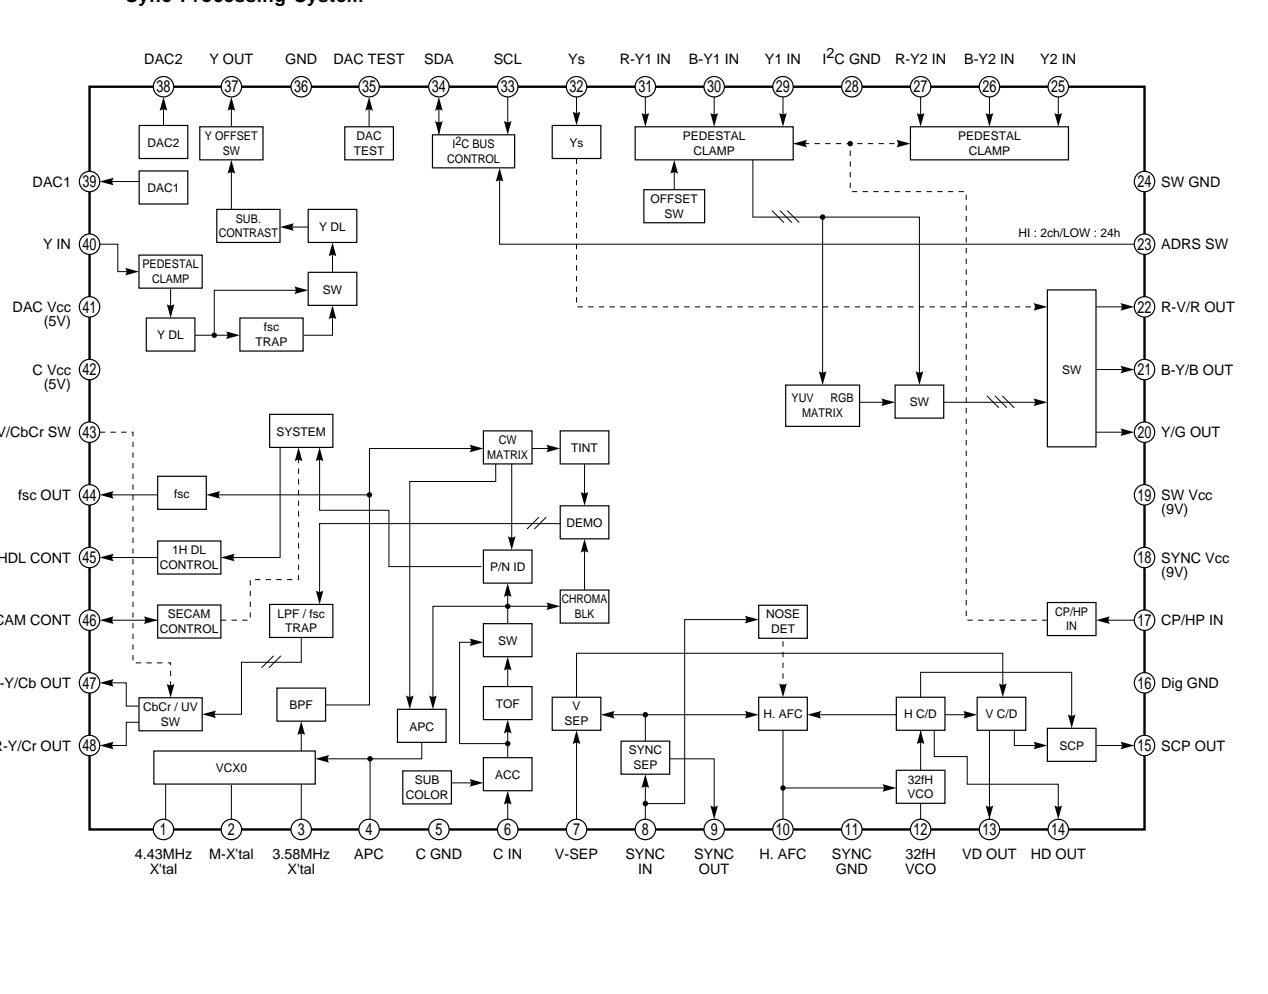 DAC2 Y OUT GND DAC TEST SDA SCL Ys R-Y1 IN B-Y1 IN Y1 IN I2C GND R-Y2 IN B-Y2 IN Y2 IN
38 37 36 35 34 33 32 31 30 29 28 27 26 25
DAC2
Y OFFSET
SW
DAC
TEST
I2C BUS
CONTROL
Ys
PEDESTAL
CLAMP
PEDESTAL
CLAMP
DAC1 39
DAC1
OFFSET
SW
24 SW GND
SUB.
CONTRAST
Y DL
HI : 2ch/LOW : 24h
Y IN 40
23 ADRS SW
PEDESTAL
CLAMP
SW
DAC Vcc
(5V)
41
Y DL
fsc
TRAP
22 R-V/R OUT
C Vcc
(5V)
42
SW
21 B-Y/B OUT
YUV RGB
MATRIX
SW
V/CbCr SW 43
SYSTEM
CW
MATRIX
TINT
20 Y/G OUT
fsc OUT 44
fsc
19 SW Vcc
(9V)
DEMO
HDL CONT 45
1H DL
CONTROL
P/N ID
18 SYNC Vcc
(9V)
CHROMA
BLK
CAM CONT 46
SECAM
CONTROL
LPF / fsc
TRAP
SW
NOSE
DET
CP/HP
IN
17 CP/HP IN
-Y/Cb OUT 47
CbCr / UV
SW
BPF
TOF
APC
V
SEP
H. AFC
H C/D
V C/D
16 Dig GND
R-Y/Cr OUT 48
SYNC
SEP
SCP
15 SCP OUT
VCX0
SUB
COLOR
ACC
32fH
VCO
1 2 3 4 5 6 7 8 9 10 11 12 13 14
4.43MHz
X'tal
M-X'tal
3.58MHz
X'tal
APC
C GND
C IN
V-SEP
SYNC
IN
SYNC
OUT
H. AFC
SYNC
GND
32fH
VCO
VD OUT
HD OUT